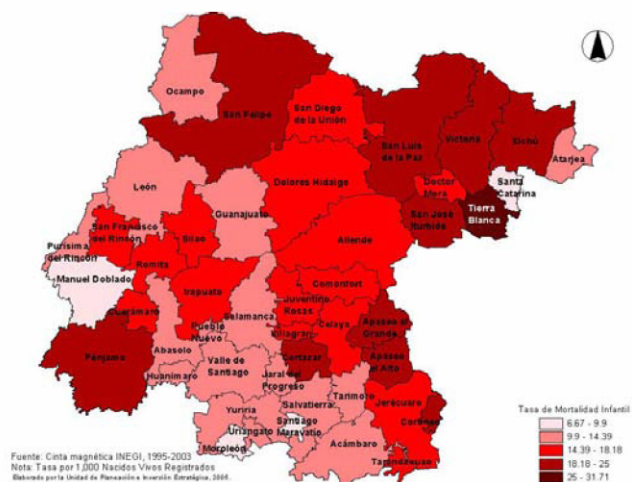 Ocampo
San Felipe
San Diego
de la Unión
San Luis
de la Paz
Victoria
Xichú
Atarjea
León
Dolores Hidalgo
Doctor
Mora
Santa
Catarina
Tierra
Blanca
San José
Iturbide
Guanajuato
San Francisco
del Rincón
Silao
Purísima
del Rincón
Allende
Manuel Doblado
Romita
Irapuato
Comonfort
Cuerámaro
Salamanca
Juventino
Rosas
Celaya
Apaseo el
Grande
Pueblo
Nuevo
Villagrán
Pénjamo
Abasolo
Cortazar
Apaseo
el Alto
Huanímaro
Valle de
Santiago
Jaral del
Progreso
Tarimoro
Jerécuaro
Yuriria
Salvatierra
Coroneo
Uriangato
Santiago
Maravatío
Moroleón
Acámbaro
Tarandacuao
Tasa de Mortalidad Infantil
6.67 - 9.9
9.9 - 14.39
14.39 - 18.18
18.18 - 25
25 - 31.71
Fuente: Cinta magnética INEGI, 1995-2003
Nota: Tasa por 1,000 Nacidos Vivos Registrados
Elaborado por la Unidad de Planeación e Inversión Estratégica, 2005.